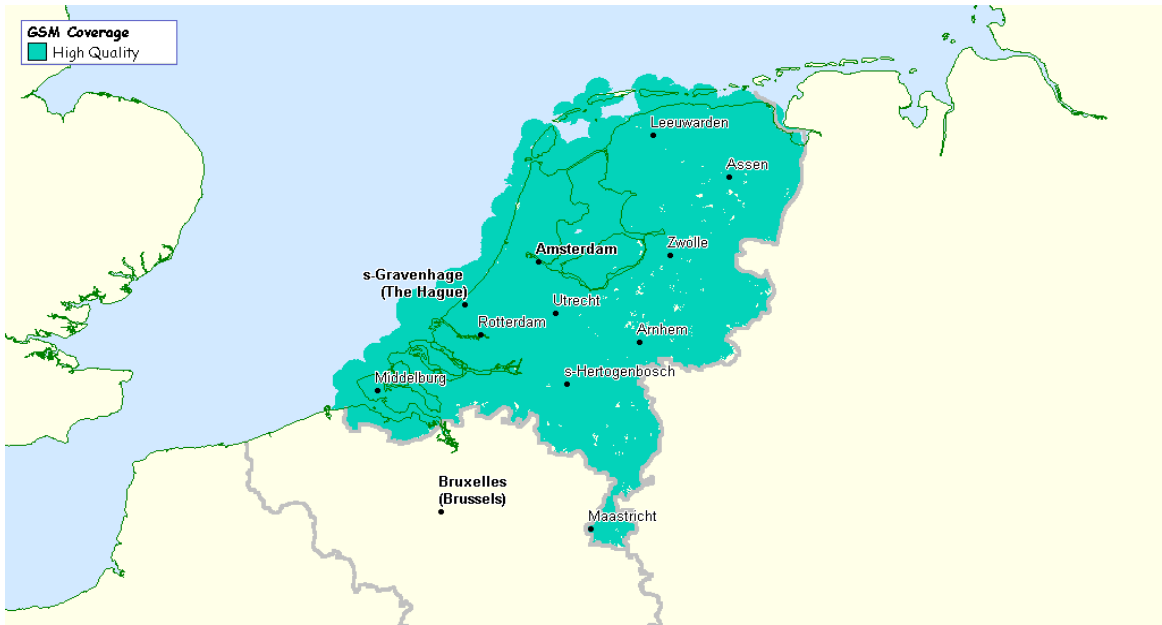 GSM Coverage
High Quality
Leeuwarden
Assen
Zwolle
Amsterdam
s-Gravenhage
(The Hague)
Utrecht
Rotterdam
Arnhem
s-Hertogenbosch
Middelburg
Bruxelles
(Brussels)
Maastricht